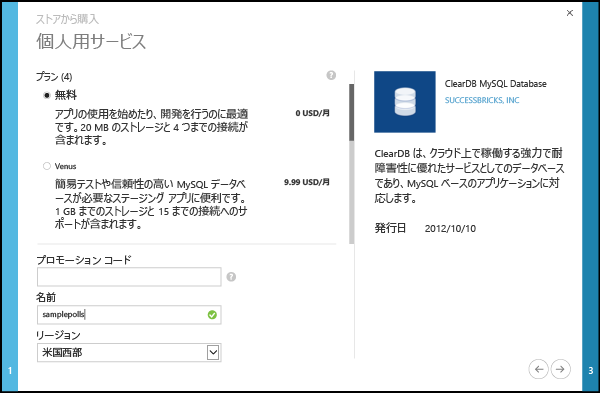 ストアから購入
個人用サービス
プラン (4)
無料
アプリの使用を始めたり、開発を行うのに最適
です。20 MB のストレージと 4 つまでの接続が
含まれます。
0 USD/月
Venus
簡易テストや信頼性の高い MySQL データベ
ースが必要なステージング アプリに便利です。
1 GB までのストレージと 15 までの接続へのサ
ポートが含まれます。
9.99 USD/月
プロモーション コード
名前
samplepolls
リージョン
米国西部
ClearDB MySQL Database
SUCCESSBRICKS, INC
ClearDB は、クラウド上で稼働する強力で耐
障害性に優れたサービスとしてのデータベース
であり、MySQL ベースのアプリケーションに対
応します。
発行日 2012/10/10
1
3